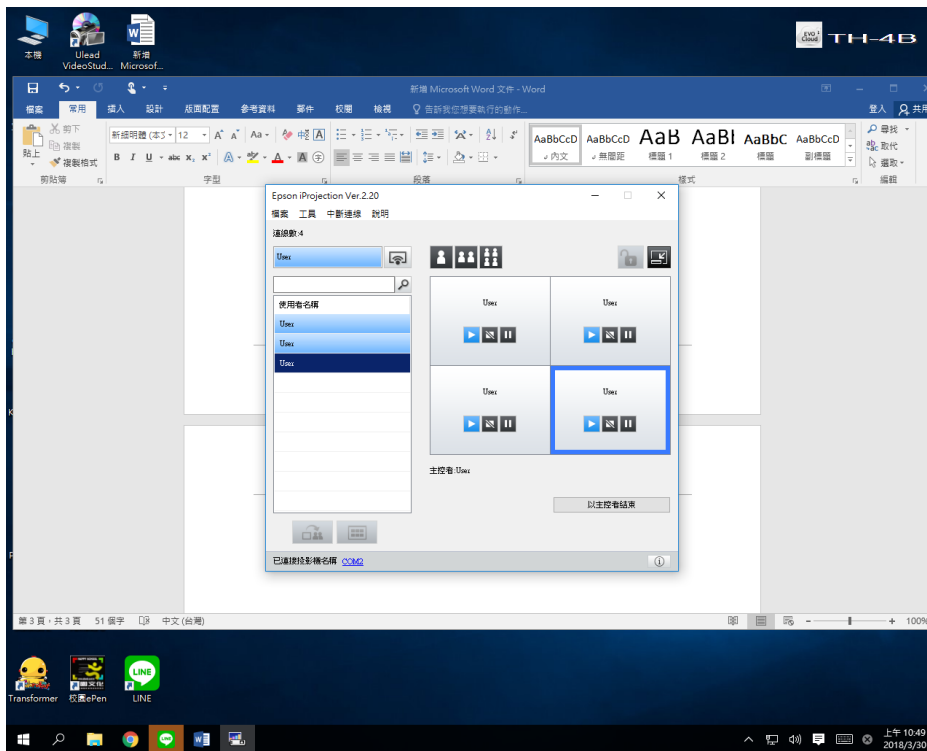 本機
Ulead VideoStud...
新增 Microsof...
EVO Cloud
TH-4B
新增 Microsoft Word 文件 - Word
檔案 常用 插入 設計 版面配置 參考資料 郵件 校閱 檢視 告訴我您想要執行的動作...
登入 共用
剪下
複製
貼上
複製格式
剪貼簿
新細明體 (本文) 12
字型
段落
AaBbCcD AaBbCcD AaB AaBl AaBbC AaBbCcD
內文 無間距 標題 1 標題 2 標題 副標題
樣式
尋找
取代
選取
編輯
Epson iProjection Ver.2.20
檔案 工具 中斷連線 說明
連線數:4
User
使用者名稱
User
User
User
User User
User User
主控者:User
以主控者結束
已連接投影機名稱 COM2
第 3 頁，共 3 頁 51 個字 中文 (台灣)
100%
Transformer
校園ePen
LINE
上午 10:49
2018/3/30